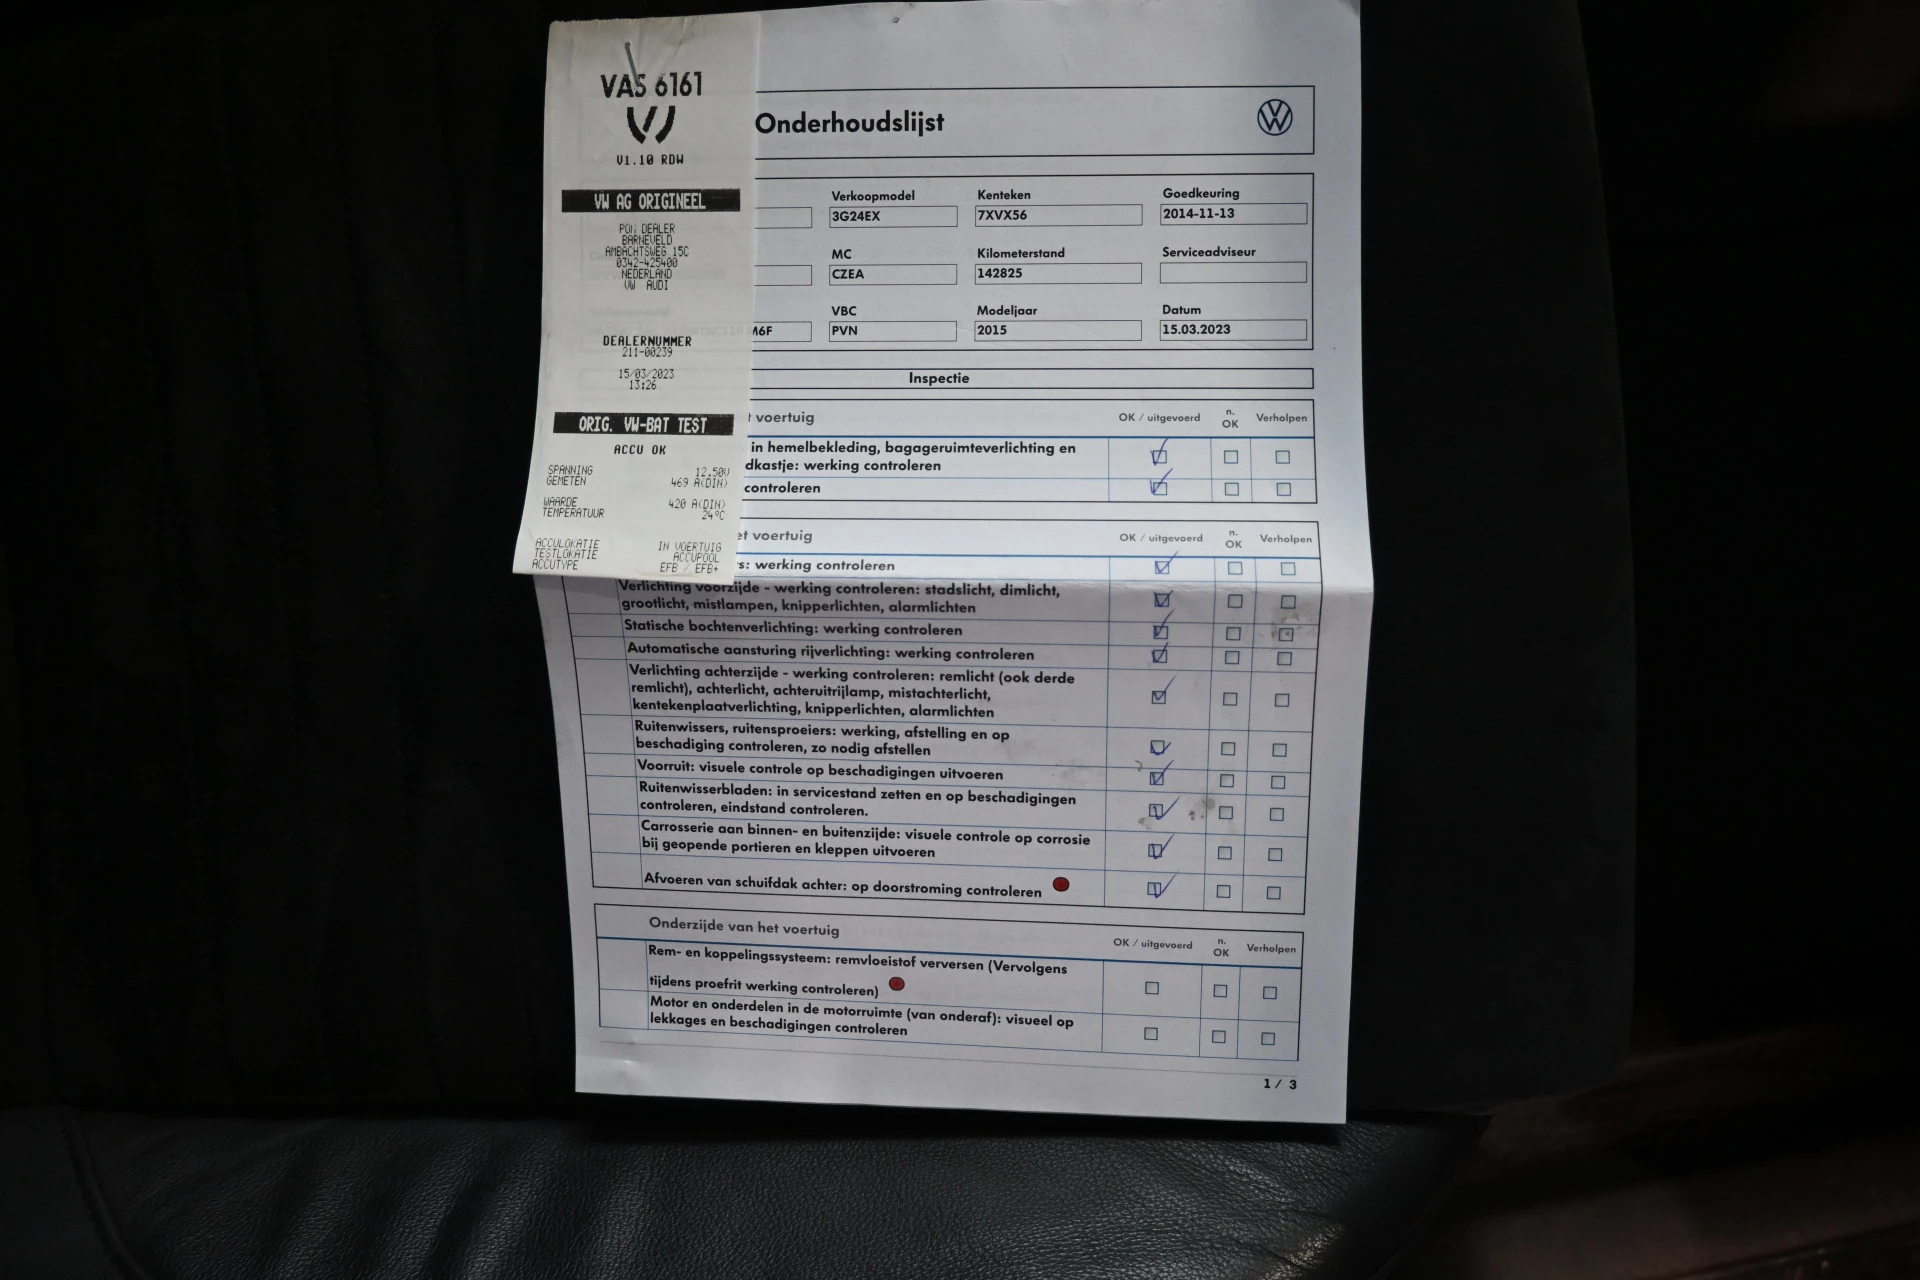 VAS 6161
V1.10 RDW
VW AG ORIGINEEL
PON DEALER
BARNEVELD
AMBACHTSWEG 15C
0342-425400
NEDERLAND
VW AUDI
DEALERNUMMER
211-00239
15/03/2023
13:26
ORIG. VW-BAT TEST
ACCU OK
SPANNING 12.50V
GEMETEN 469 A(DIN)
WAARDE 420 A(DIN)
TEMPERATUUR 24°C
ACCULOKATIE IN VOERTUIG
TESTLOKATIE ACCUPOOL
ACCUTYPE EFB / EFB+
Onderhoudslijst
Verkoopmodel Kenteken Goedkeuring
3G24EX 7XVX56 2014-11-13
MC Kilometerstand Serviceadviseur
CZEA 142825
VBC Modeljaar Datum
M6F PVN 2015 15.03.2023
Inspectie
t voertuig OK / uitgevoerd n. OK Verholpen
in hemelbekleding, bagageruimteverlichting en
dkastje: werking controleren
controleren
et voertuig OK / uitgevoerd n. OK Verholpen
s: werking controleren
Verlichting voorzijde - werking controleren: stadslicht, dimlicht,
grootlicht, mistlampen, knipperlichten, alarmlichten
Statische bochtenverlichting: werking controleren
Automatische aansturing rijverlichting: werking controleren
Verlichting achterzijde - werking controleren: remlicht (ook derde
remlicht), achterlicht, achteruitrijlamp, mistachterlicht,
kentekenplaatverlichting, knipperlichten, alarmlichten
Ruitenwissers, ruitensproeiers: werking, afstelling en op
beschadiging controleren, zo nodig afstellen
Voorruit: visuele controle op beschadigingen uitvoeren
Ruitenwisserbladen: in servicestand zetten en op beschadigingen
controleren, eindstand controleren.
Carrosserie aan binnen- en buitenzijde: visuele controle op corrosie
bij geopende portieren en kleppen uitvoeren
Afvoeren van schuifdak achter: op doorstroming controleren
Onderzijde van het voertuig OK / uitgevoerd n. OK Verholpen
Rem- en koppelingssysteem: remvloeistof verversen (Vervolgens
tijdens proefrit werking controleren)
Motor en onderdelen in de motorruimte (van onderaf): visueel op
lekkages en beschadigingen controleren
1 / 3